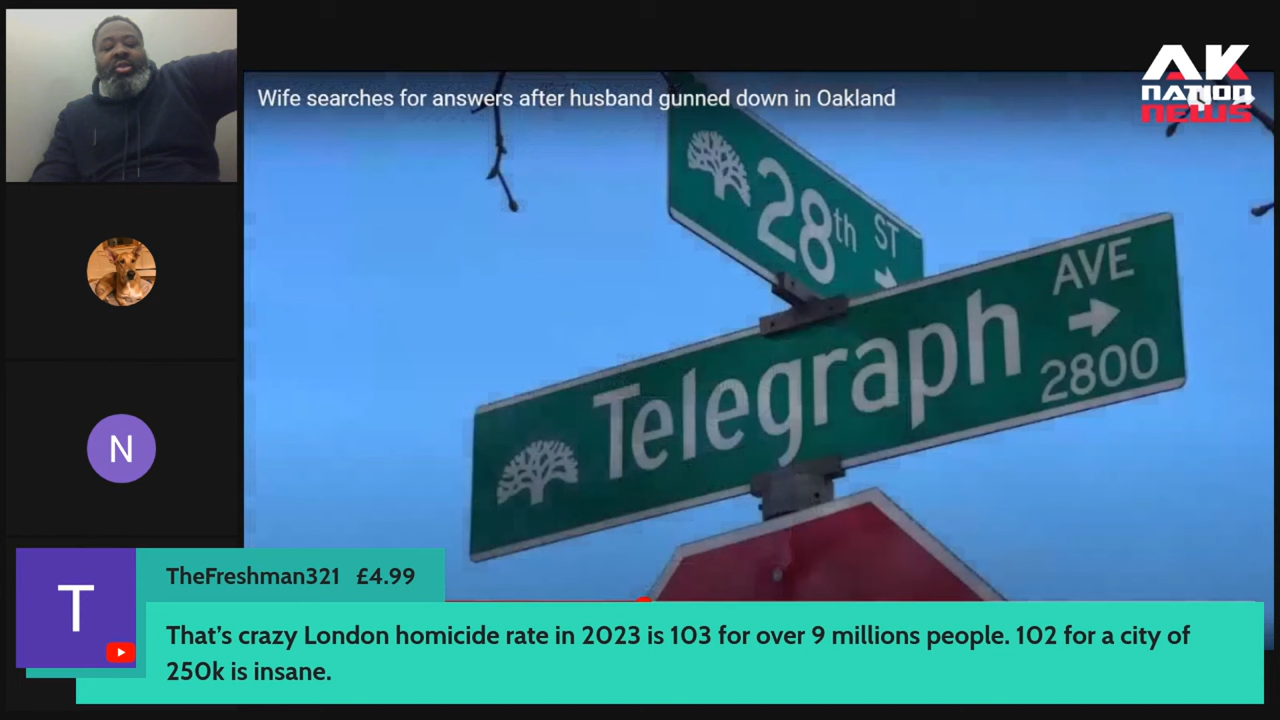 Wife searches for answers after husband gunned down in Oakland
AK
NATION
NEWS
28th ST
Telegraph AVE
2800
N
T
TheFreshman321 £4.99
That's crazy London homicide rate in 2023 is 103 for over 9 millions people. 102 for a city of
250k is insane.